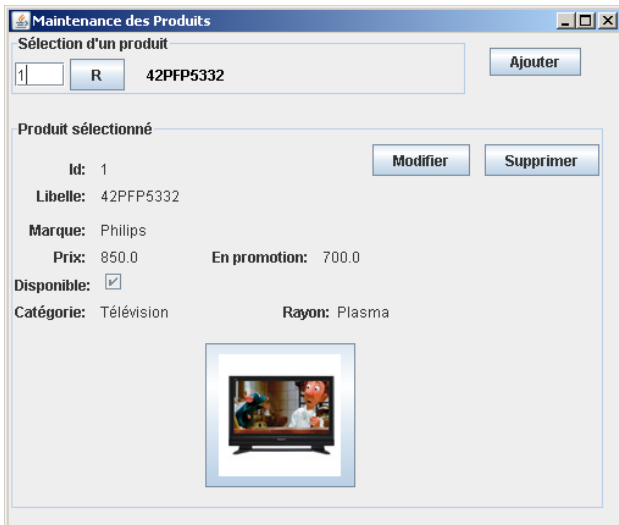 Maintenance des Produits
Sélection d'un produit
1 R 42PFP5332 Ajouter
Produit sélectionné
Modifier Supprimer
Id: 1
Libelle: 42PFP5332
Marque: Philips
Prix: 850.0 En promotion: 700.0
Disponible:
Catégorie: Télévision Rayon: Plasma